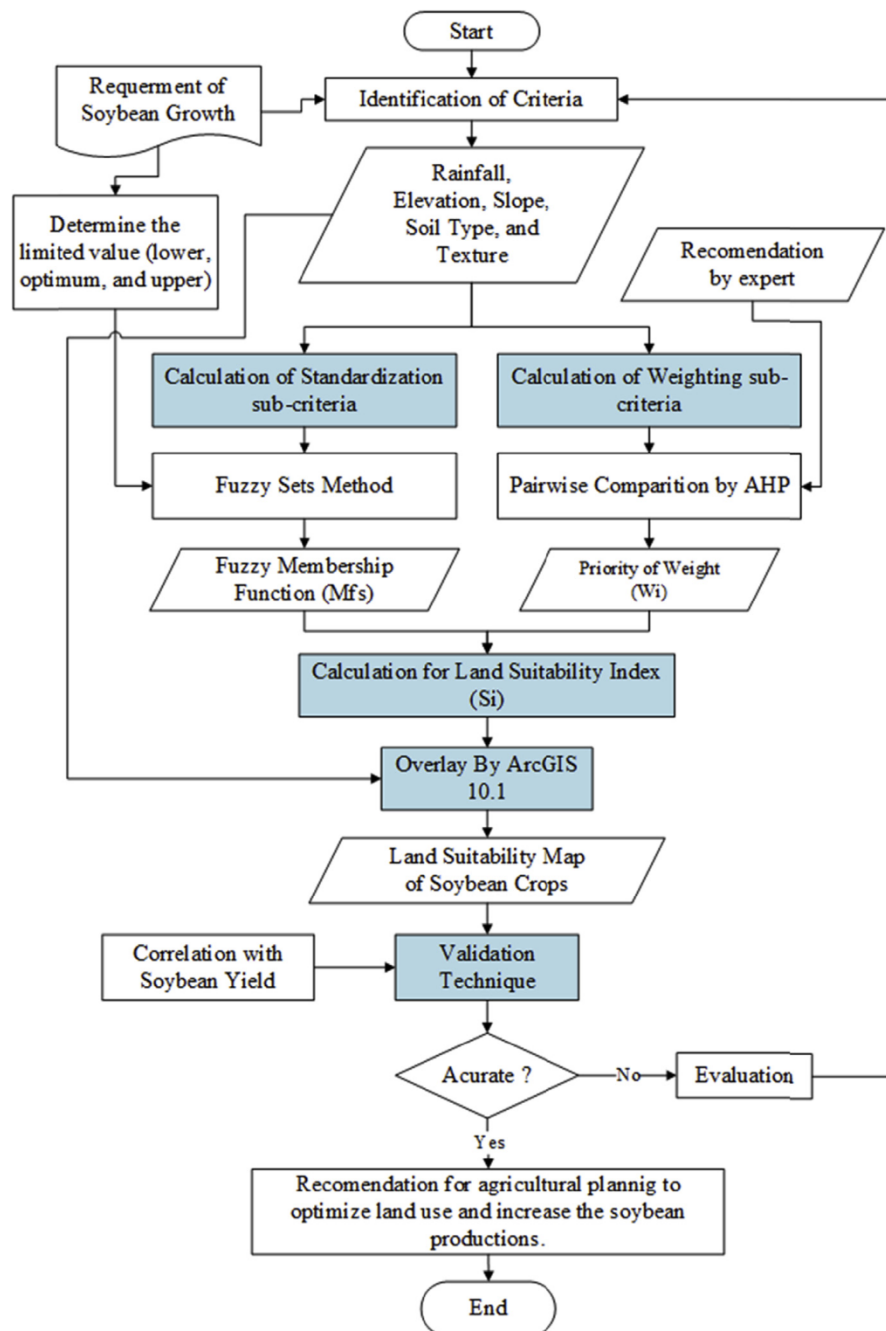 Start
Requerment of
Soybean Growth
Identification of Criteria
Rainfall,
Elevation, Slope,
Soil Type, and
Texture
Determine the
limited value (lower,
optimum, and upper)
Recomendation
by expert
Calculation of Standardization
sub-criteria
Calculation of Weighting sub-
criteria
Fuzzy Sets Method
Pairwise Comparition by AHP
Fuzzy Membership
Function (Mfs)
Priority of Weight
(Wi)
Calculation for Land Suitability Index
(Si)
Overlay By ArcGIS
10.1
Land Suitability Map
of Soybean Crops
Correlation with
Soybean Yield
Validation
Technique
Acurate ?
No
Evaluation
Yes
Recomendation for agricultural plannig to
optimize land use and increase the soybean
productions.
End